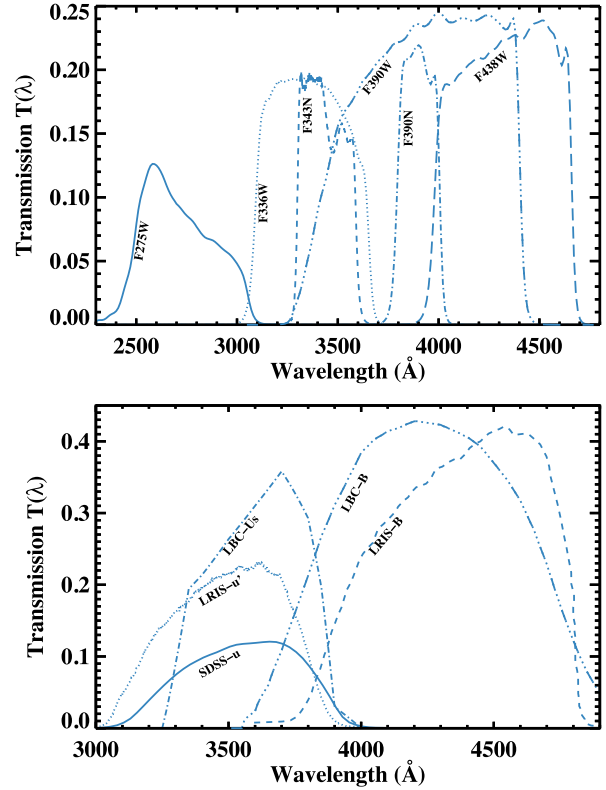 Transmission T(λ)
0.20
0.15
0.10
0.05
0.00
F275W
F336W
F343N
F390W
F390N
F438W
2500 3000 3500 4000 4500
Wavelength (Å)
Transmission T(λ)
0.4
0.3
0.2
0.1
0.0
LBC−Us
LRIS−u'
SDSS−u
LBC−B
LRIS−B
3000 3500 4000 4500
Wavelength (Å)